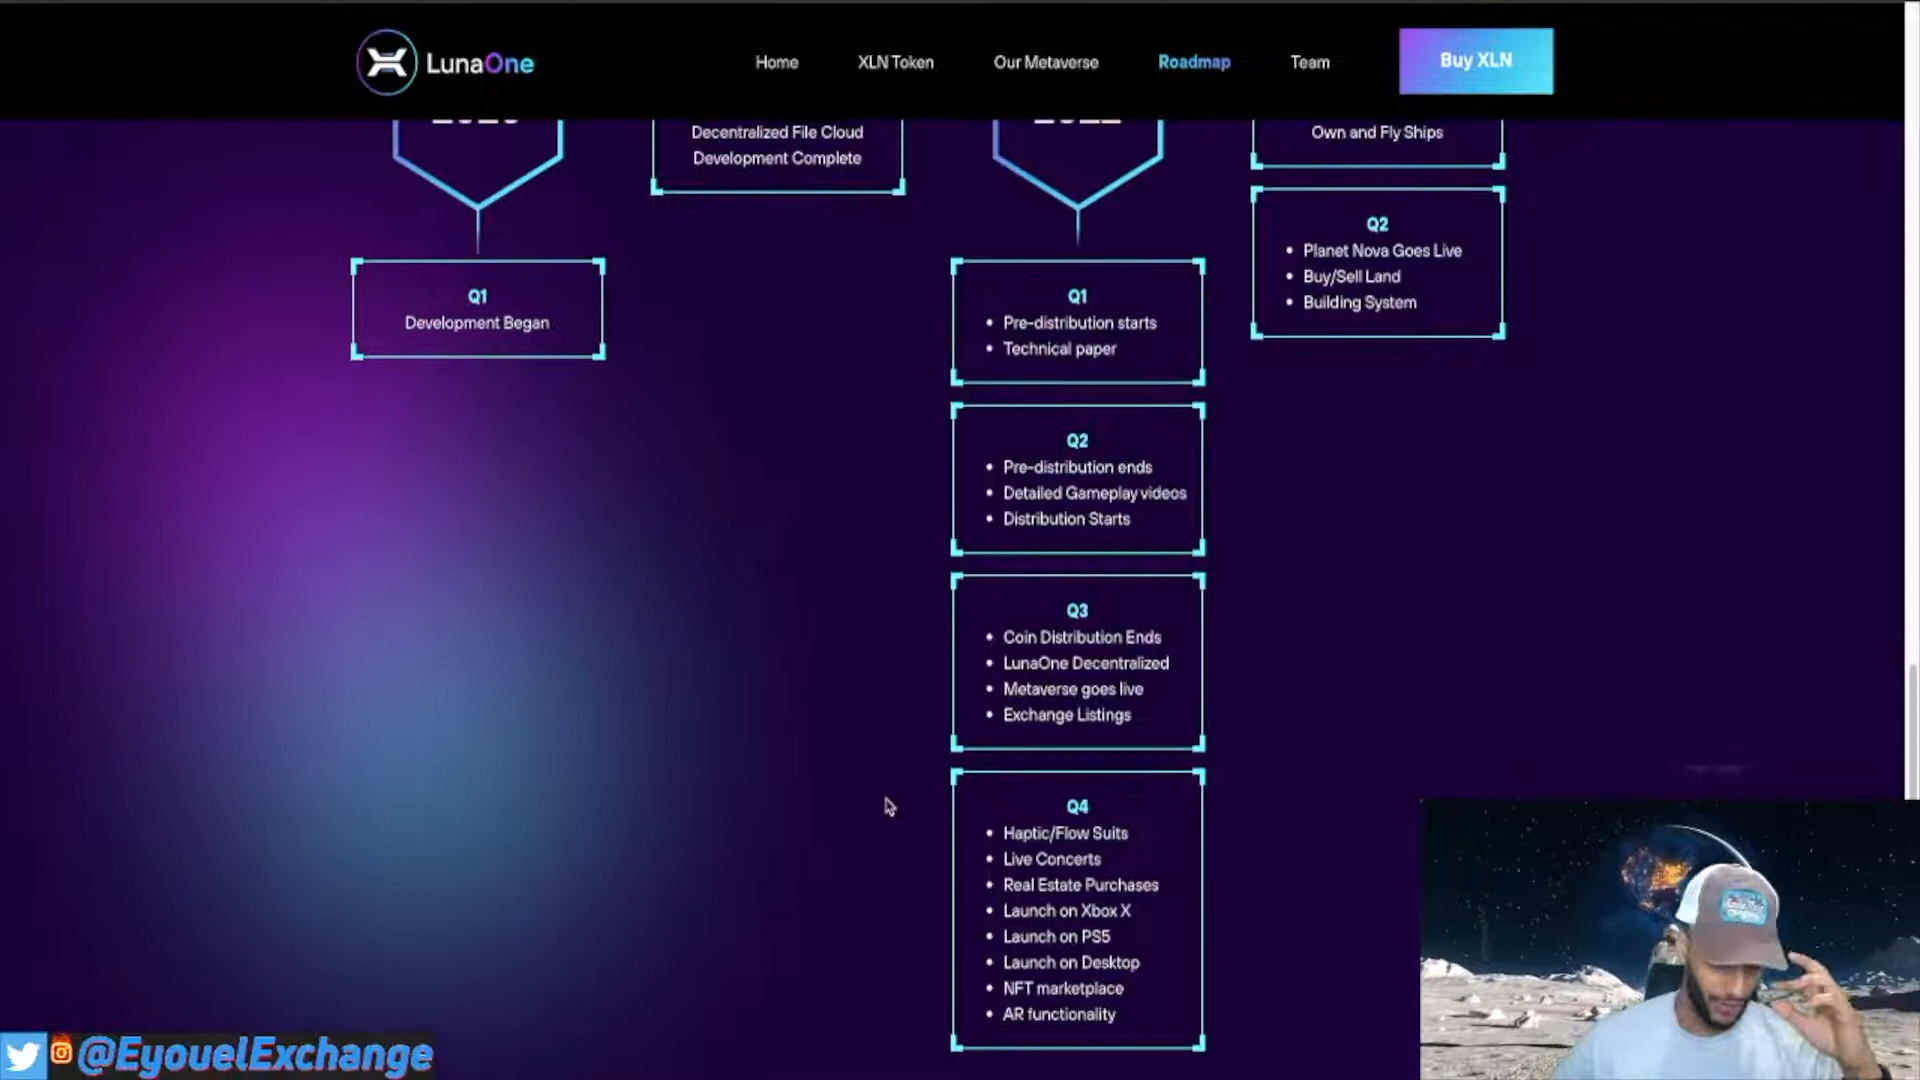 LunaOne
Home
XLN Token
Our Metaverse
Roadmap
Team
Buy XLN
Q1
Development Began
Decentralized File Cloud
Development Complete
Q1
• Pre-distribution starts
• Technical paper
Q2
• Pre-distribution ends
• Detailed Gameplay videos
• Distribution Starts
Q3
• Coin Distribution Ends
• LunaOne Decentralized
• Metaverse goes live
• Exchange Listings
Q4
• Haptic/Flow Suits
• Live Concerts
• Real Estate Purchases
• Launch on Xbox X
• Launch on PS5
• Launch on Desktop
• NFT marketplace
• AR functionality
Own and Fly Ships
Q2
• Planet Nova Goes Live
• Buy/Sell Land
• Building System
@EyouelExchange